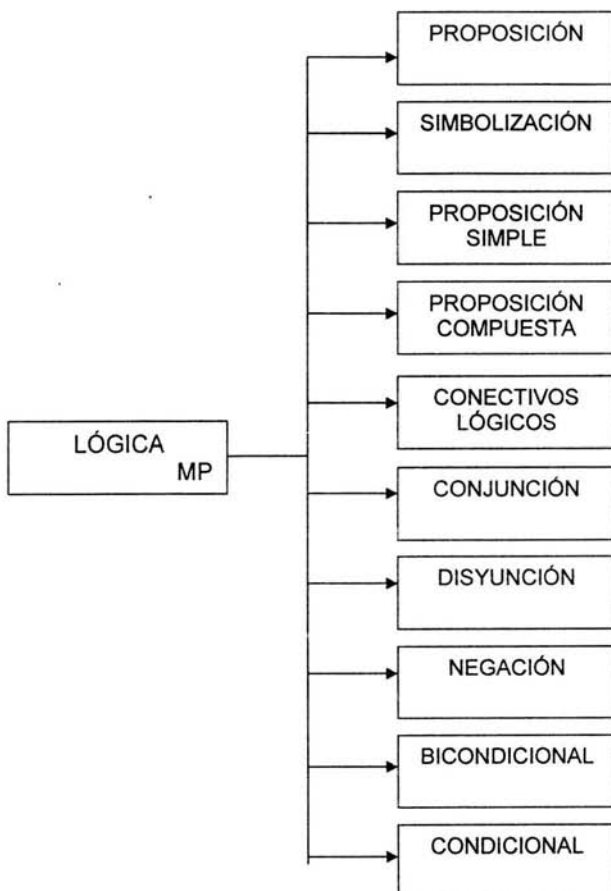 PROPOSICIÓN
SIMBOLIZACIÓN
PROPOSICIÓN
SIMPLE
PROPOSICIÓN
COMPUESTA
CONECTIVOS
LÓGICOS
LÓGICA
MP
CONJUNCIÓN
DISYUNCIÓN
NEGACIÓN
BICONDICIONAL
CONDICIONAL